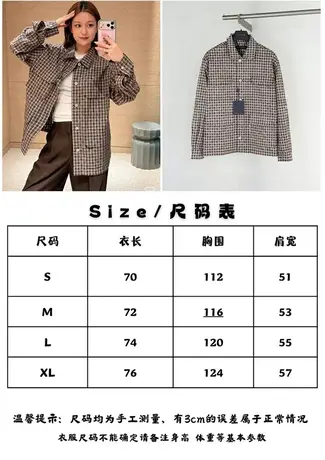 Size/尺码表
尺码 衣长 胸围 肩宽
S 70 112 51
M 72 116 53
L 74 120 55
XL 76 124 57
温馨提示：尺码均为手工测量、有3cm的误差属于正常情况
衣服尺码不能确定请备注身高 体重等基本参数